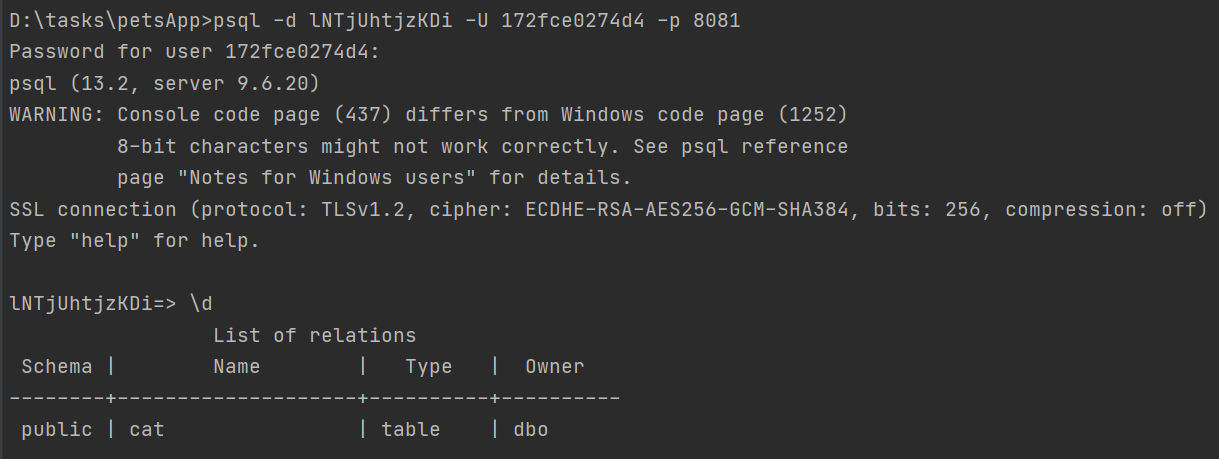 D:\tasks\petsApp>psql -d lNTjUhtjzKDi -U 172fce0274d4 -p 8081
Password for user 172fce0274d4:
psql (13.2, server 9.6.20)
WARNING: Console code page (437) differs from Windows code page (1252)
         8-bit characters might not work correctly. See psql reference
         page "Notes for Windows users" for details.
SSL connection (protocol: TLSv1.2, cipher: ECDHE-RSA-AES256-GCM-SHA384, bits: 256, compression: off)
Type "help" for help.

lNTjUhtjzKDi=> \d
                 List of relations
 Schema |        Name        |   Type   |  Owner
--------+--------------------+----------+----------
 public | cat                | table    | dbo